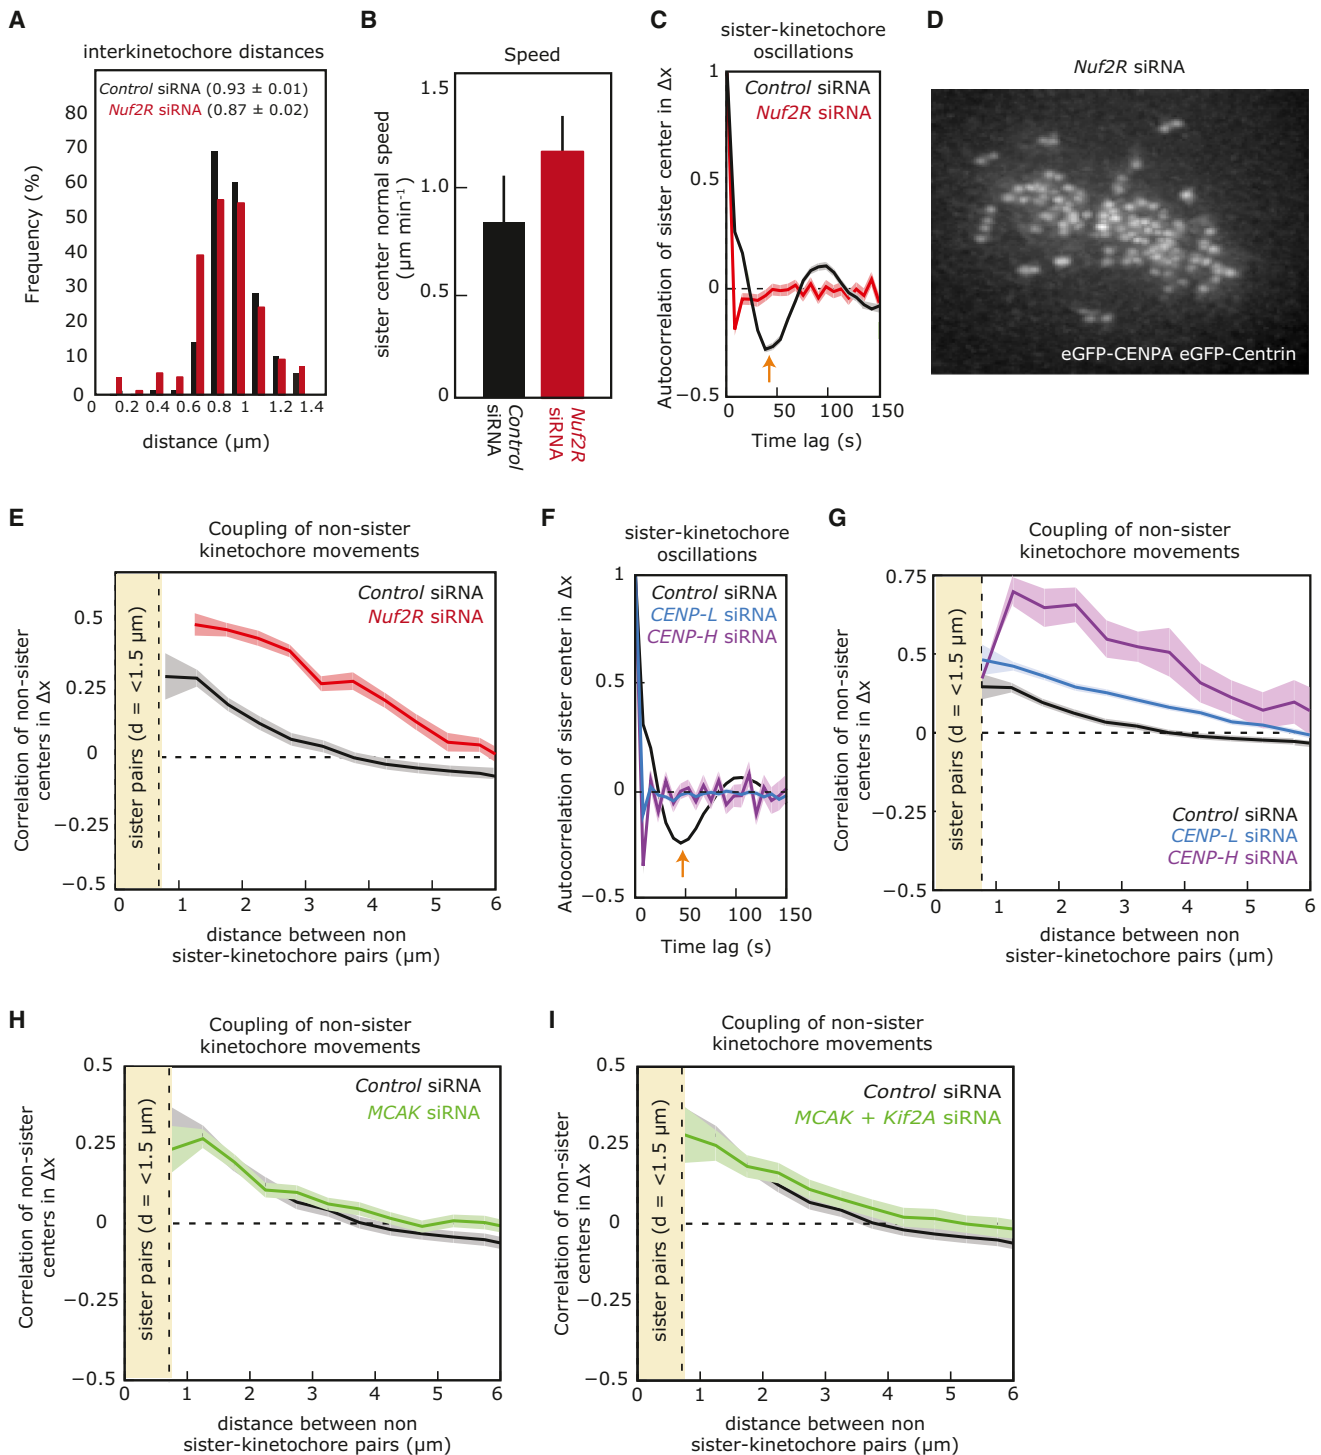 A
interkinetochore distances
Control siRNA (0.93 ± 0.01)
Nuf2R siRNA (0.87 ± 0.02)
Frequency (%)
80
70
60
50
40
30
20
10
0
0 0.2 0.4 0.6 0.8 1 1.2 1.4
distance (µm)
B
Speed
sister center normal speed
(µm min⁻¹)
1.5
1.0
0.5
0
Control
siRNA
Nuf2R
siRNA
C
sister-kinetochore
oscillations
Control siRNA
Nuf2R siRNA
Autocorrelation of sister center in Δx
1
0.5
0
−0.5
0 50 100 150
Time lag (s)
D
Nuf2R siRNA
eGFP-CENPA eGFP-Centrin
E
Coupling of non-sister
kinetochore movements
Control siRNA
Nuf2R siRNA
sister pairs (d = <1.5 µm)
Correlation of non-sister
centers in Δx
0.5
0.25
0
−0.25
−0.5
0 1 2 3 4 5 6
distance between non
sister-kinetochore pairs (µm)
F
sister-kinetochore
oscillations
Control siRNA
CENP-L siRNA
CENP-H siRNA
Autocorrelation of sister center in Δx
1
0.5
0
−0.5
0 50 100 150
Time lag (s)
G
Coupling of non-sister
kinetochore movements
sister pairs (d = <1.5 µm)
Correlation of non-sister
centers in Δx
0.75
0.5
0
0.25
−0.5
Control siRNA
CENP-L siRNA
CENP-H siRNA
0 1 2 3 4 5 6
distance between non
sister-kinetochore pairs (µm)
H
Coupling of non-sister
kinetochore movements
Control siRNA
MCAK siRNA
sister pairs (d = <1.5 µm)
Correlation of non-sister
centers in Δx
0.5
0.25
0
−0.25
−0.5
0 1 2 3 4 5 6
distance between non
sister-kinetochore pairs (µm)
I
Coupling of non-sister
kinetochore movements
Control siRNA
MCAK + Kif2A siRNA
sister pairs (d = <1.5 µm)
Correlation of non-sister
centers in Δx
0.5
0.25
0
−0.25
−0.5
0 1 2 3 4 5 6
distance between non
sister-kinetochore pairs (µm)